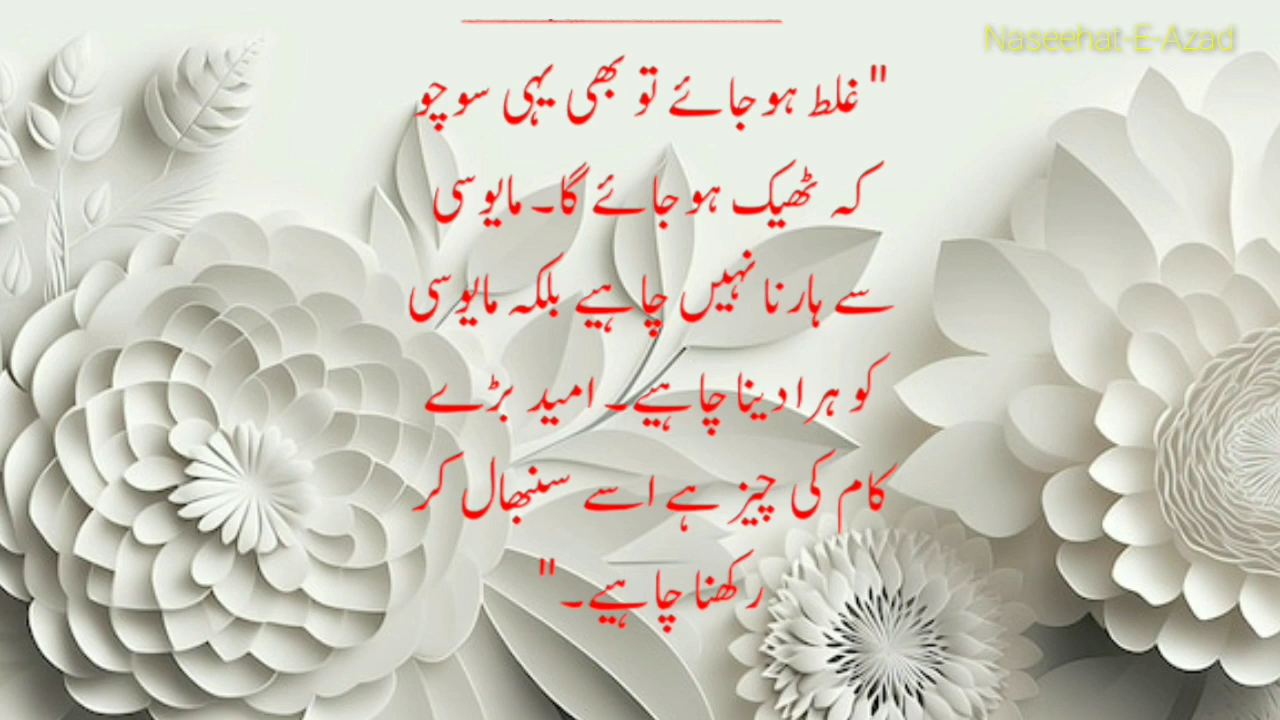 Naseehat-E-Azad
"غلط ہو جائے تو بھی یہی سوچو
کہ ٹھیک ہو جائے گا۔ مایوسی
سے ہارنا نہیں چاہیے بلکہ مایوسی
کو ہرا دینا چاہیے۔ امید بڑے
کام کی چیز ہے اسے سنبھال کر
رکھنا چاہیے۔"